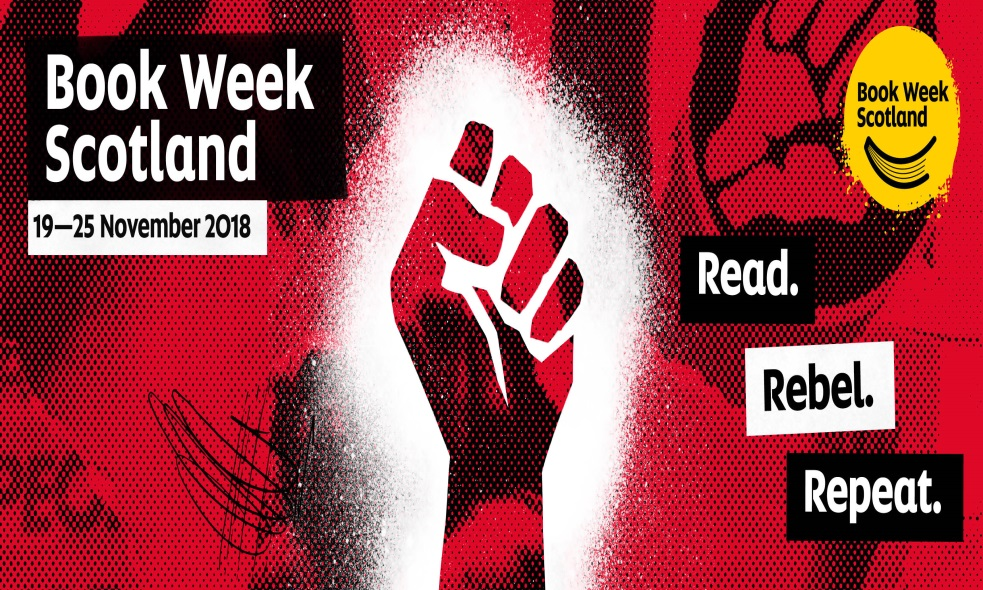 Book Week
Scotland
19—25 November 2018
Book Week
Scotland
Read.
Rebel.
Repeat.